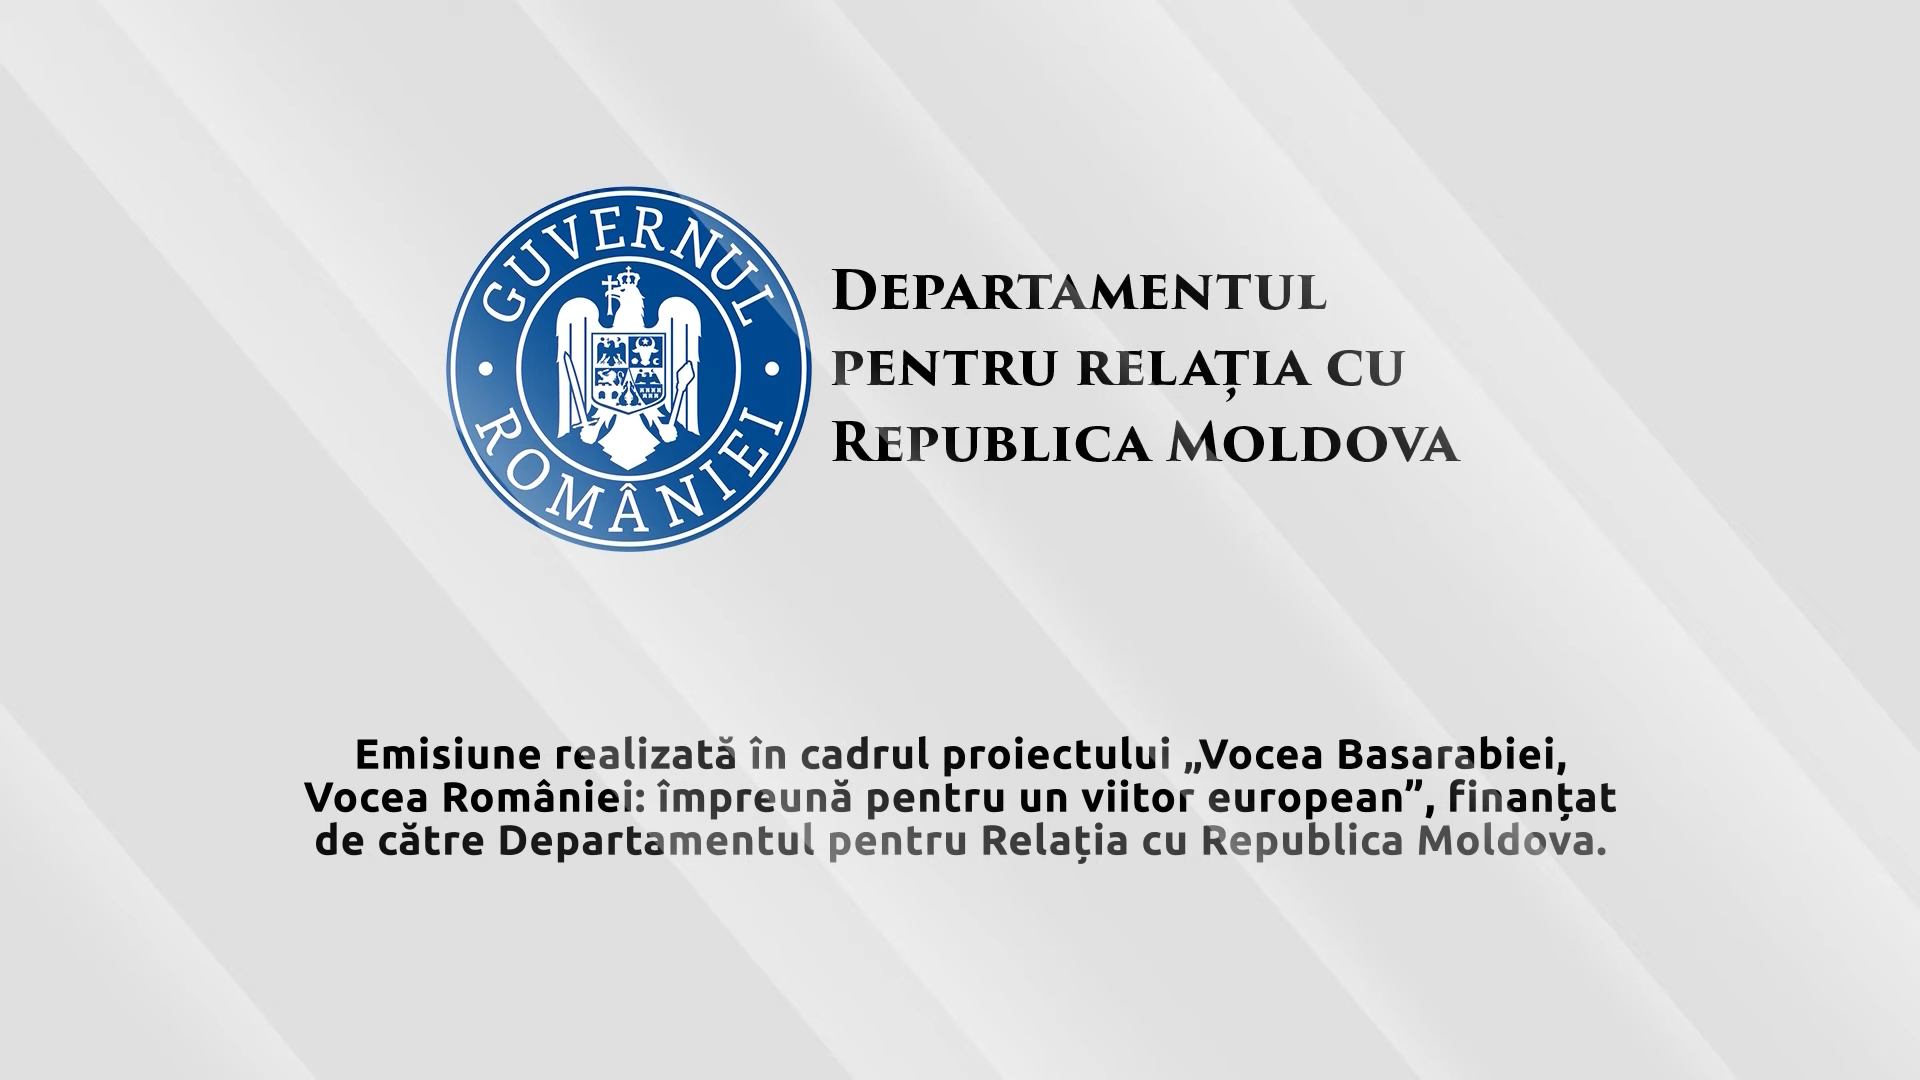 GUVERNUL
ROMÂNIEI
DEPARTAMENTUL
PENTRU RELAȚIA CU
REPUBLICA MOLDOVA
Emisiune realizată în cadrul proiectului „Vocea Basarabiei,
Vocea României: împreună pentru un viitor european”, finanțat
de către Departamentul pentru Relația cu Republica Moldova.